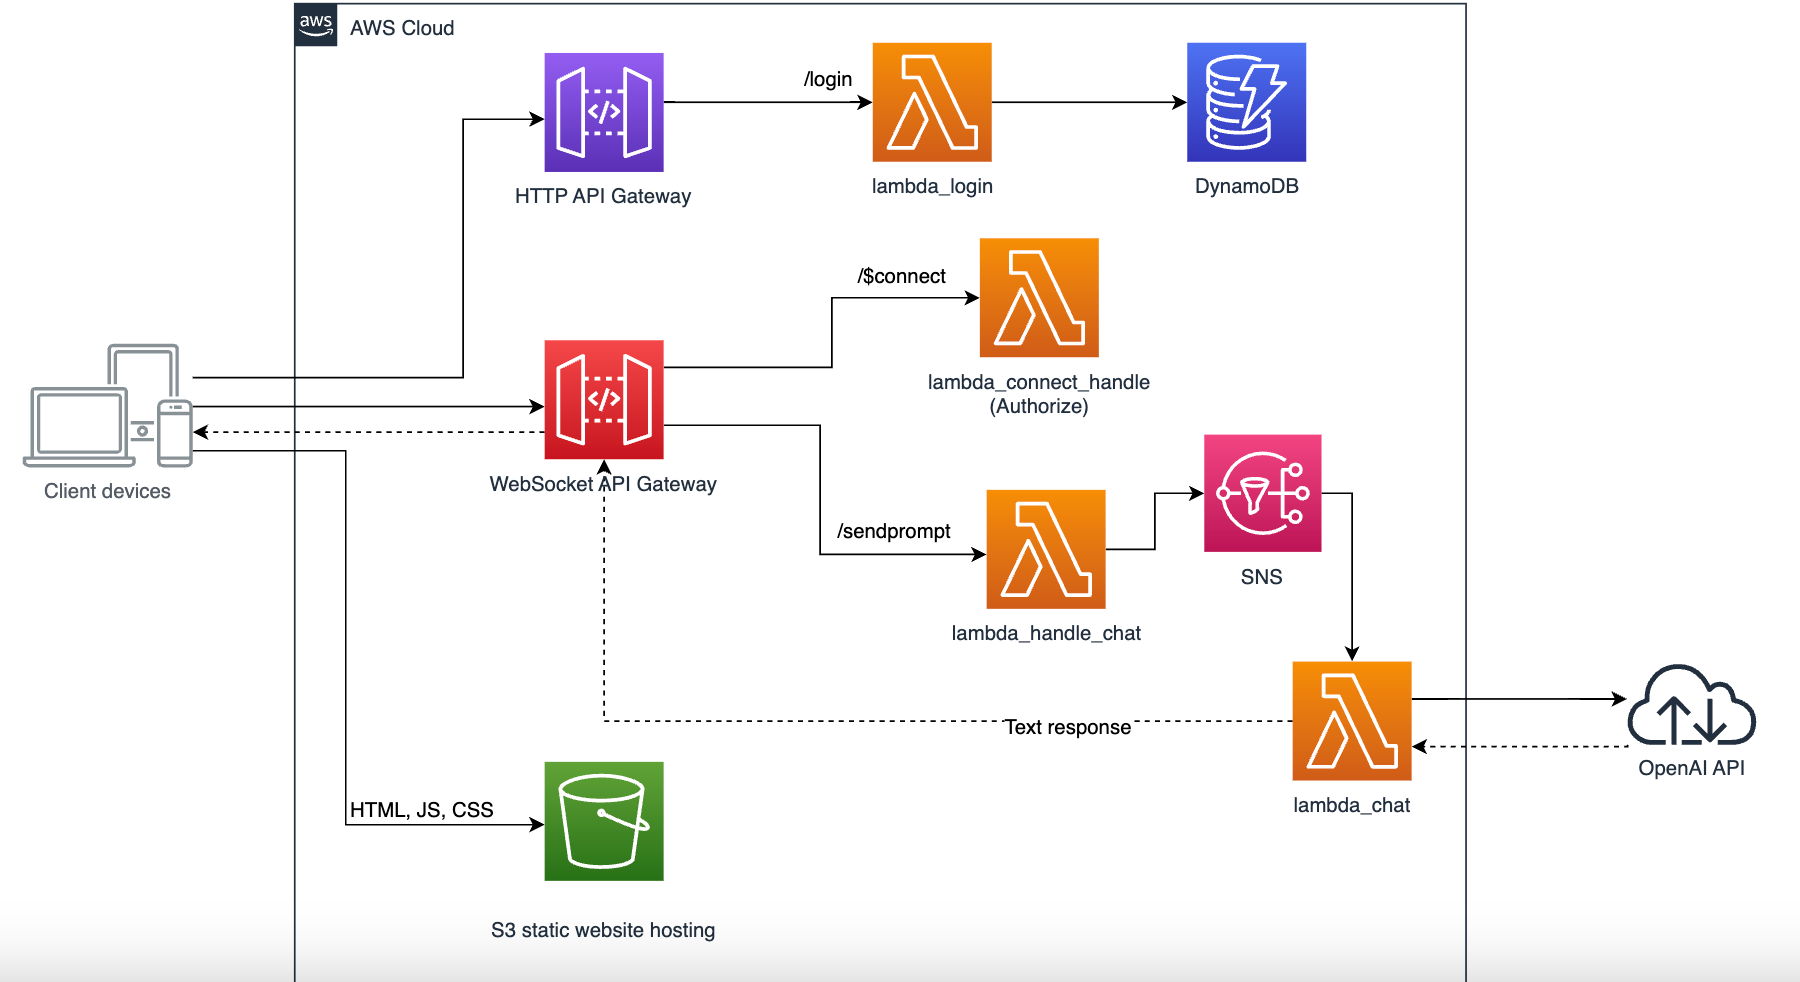 aws
AWS Cloud
/login
HTTP API Gateway
lambda_login
DynamoDB
/$connect
lambda_connect_handle
(Authorize)
Client devices
WebSocket API Gateway
/sendprompt
SNS
lambda_handle_chat
Text response
OpenAI API
lambda_chat
HTML, JS, CSS
S3 static website hosting